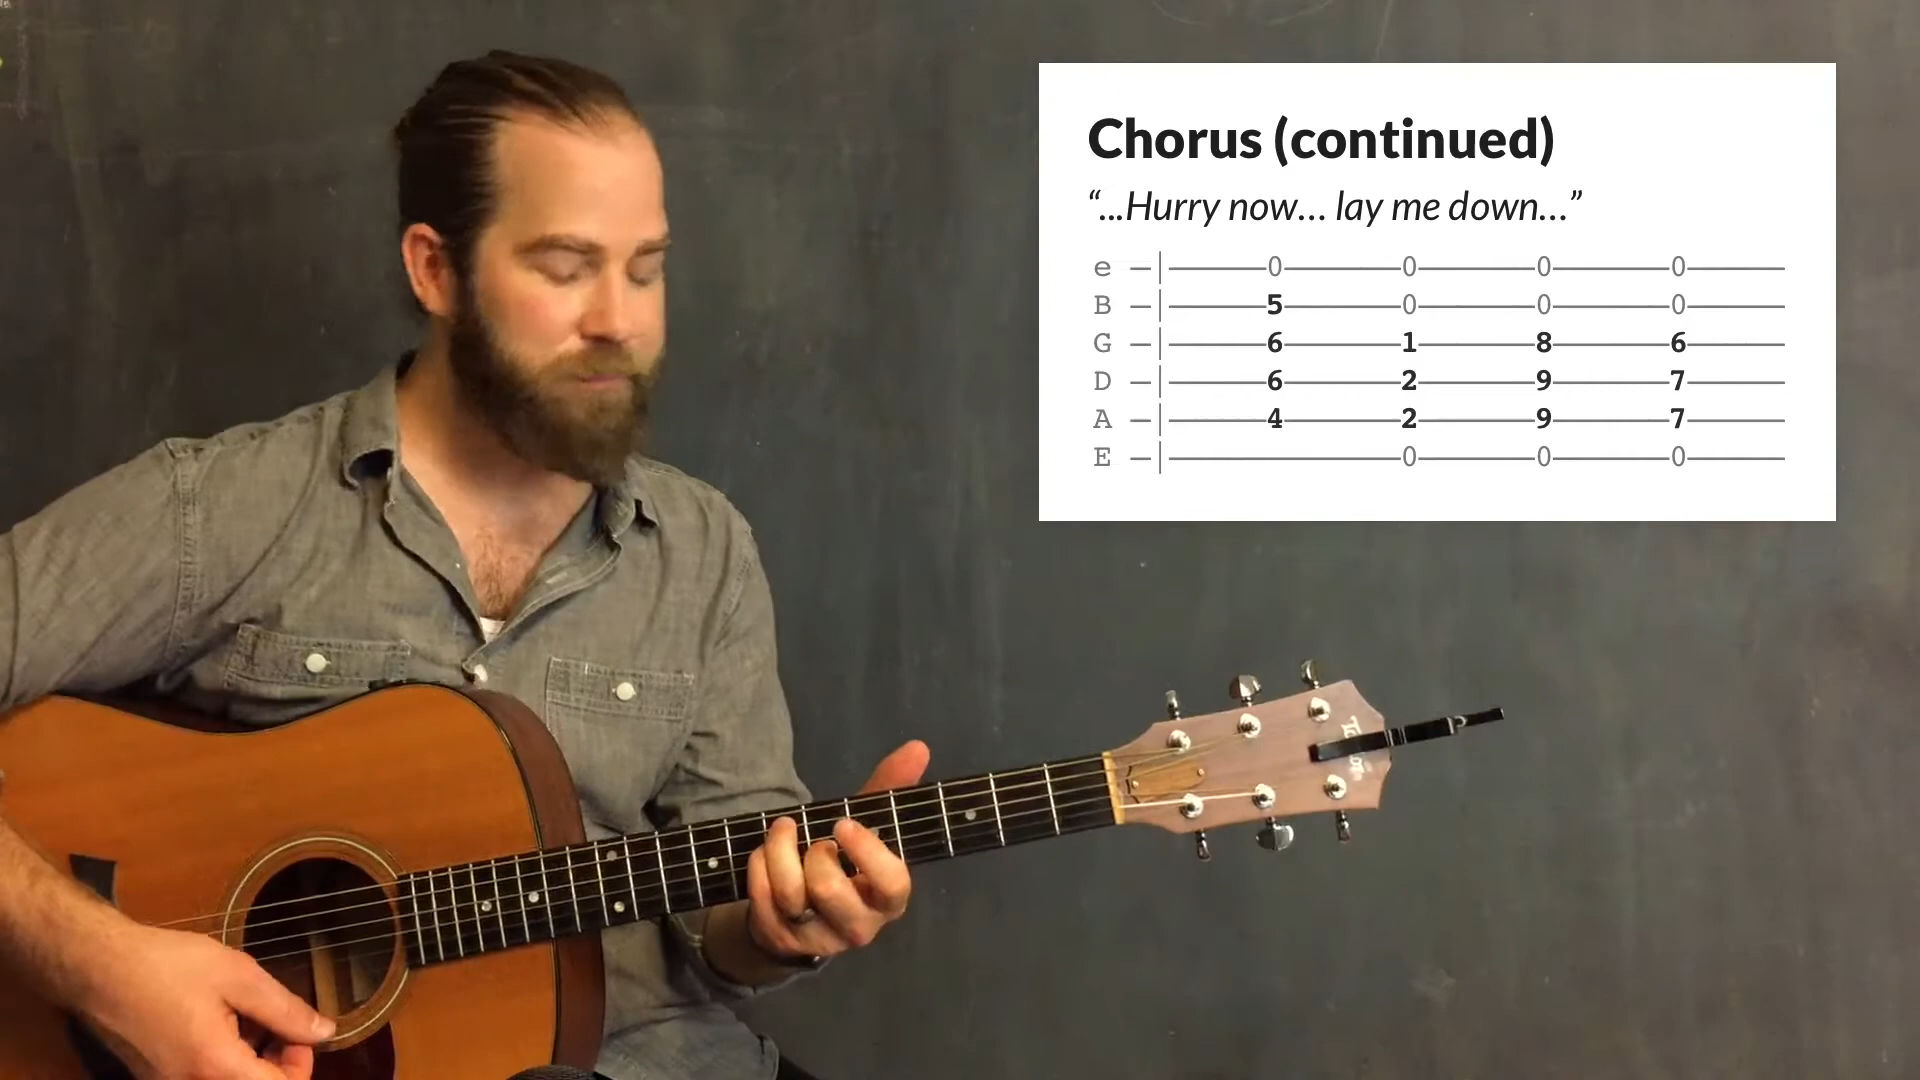 Chorus (continued)
“...Hurry now... lay me down...”
e —|———0———0———0———0———
B —|———5———0———0———0———
G —|———6———1———8———6———
D —|———6———2———9———7———
A —|———4———2———9———7———
E —|———————0———0———0———